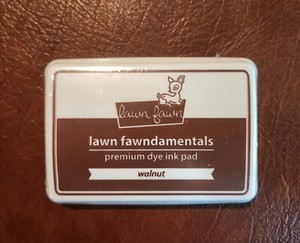 lawn fawn
lawn fawndamentals
premium dye ink pad
walnut